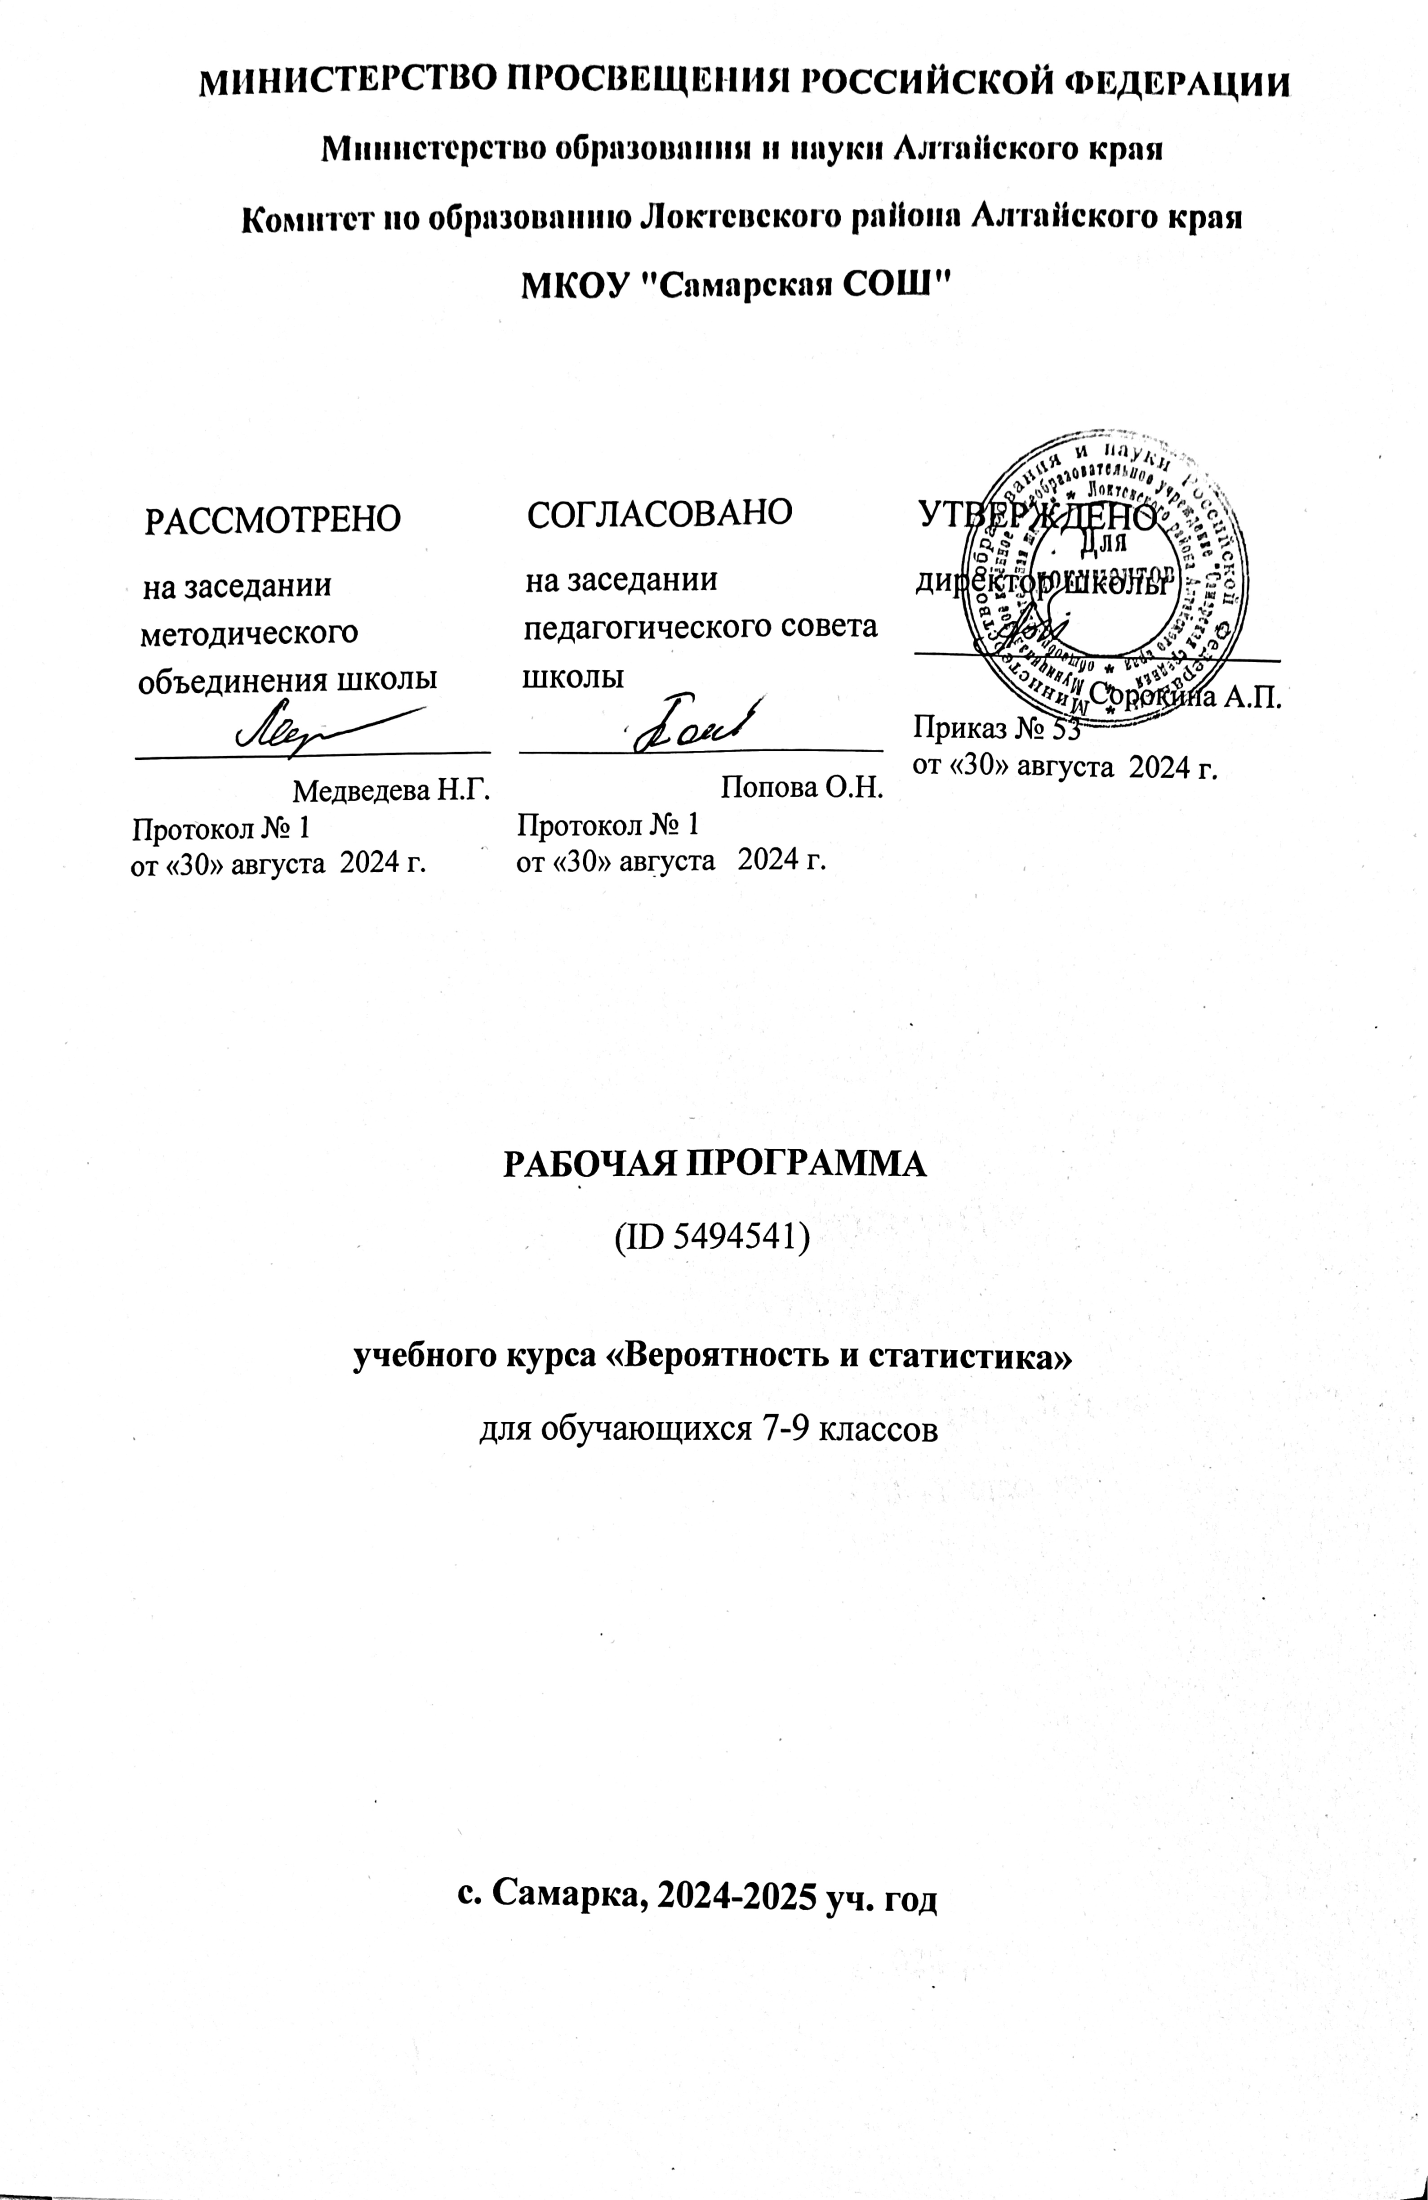 МИНИСТЕРСТВО ПРОСВЕЩЕНИЯ РОССИЙСКОЙ ФЕДЕРАЦИИ
Министерство образования и науки Алтайского края
Комитет по образованию Локтевского района Алтайского края
МКОУ "Самарская СОШ"
РАССМОТРЕНО
на заседании
методического
объединения школы
Медведева Н.Г.
Протокол № 1
от «30» августа 2024 г.
СОГЛАСОВАНО
на заседании
педагогического совета
школы
Попова О.Н.
Протокол № 1
от «30» августа 2024 г.
УТВЕРЖДЕНО
директор школы
Сорокина А.П.
Приказ № 53
от «30» августа 2024 г.
Для
документов
РАБОЧАЯ ПРОГРАММА
(ID 5494541)
учебного курса «Вероятность и статистика»
для обучающихся 7-9 классов
с. Самарка, 2024-2025 уч. год